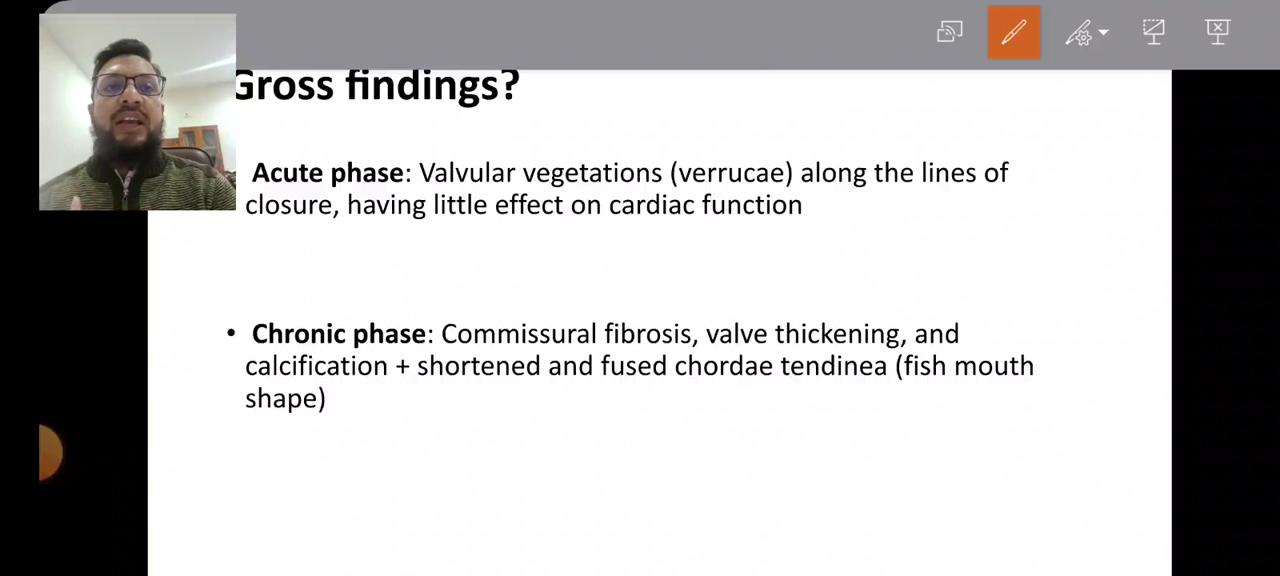 Gross findings?
Acute phase: Valvular vegetations (verrucae) along the lines of
closure, having little effect on cardiac function
• Chronic phase: Commissural fibrosis, valve thickening, and
calcification + shortened and fused chordae tendinea (fish mouth
shape)